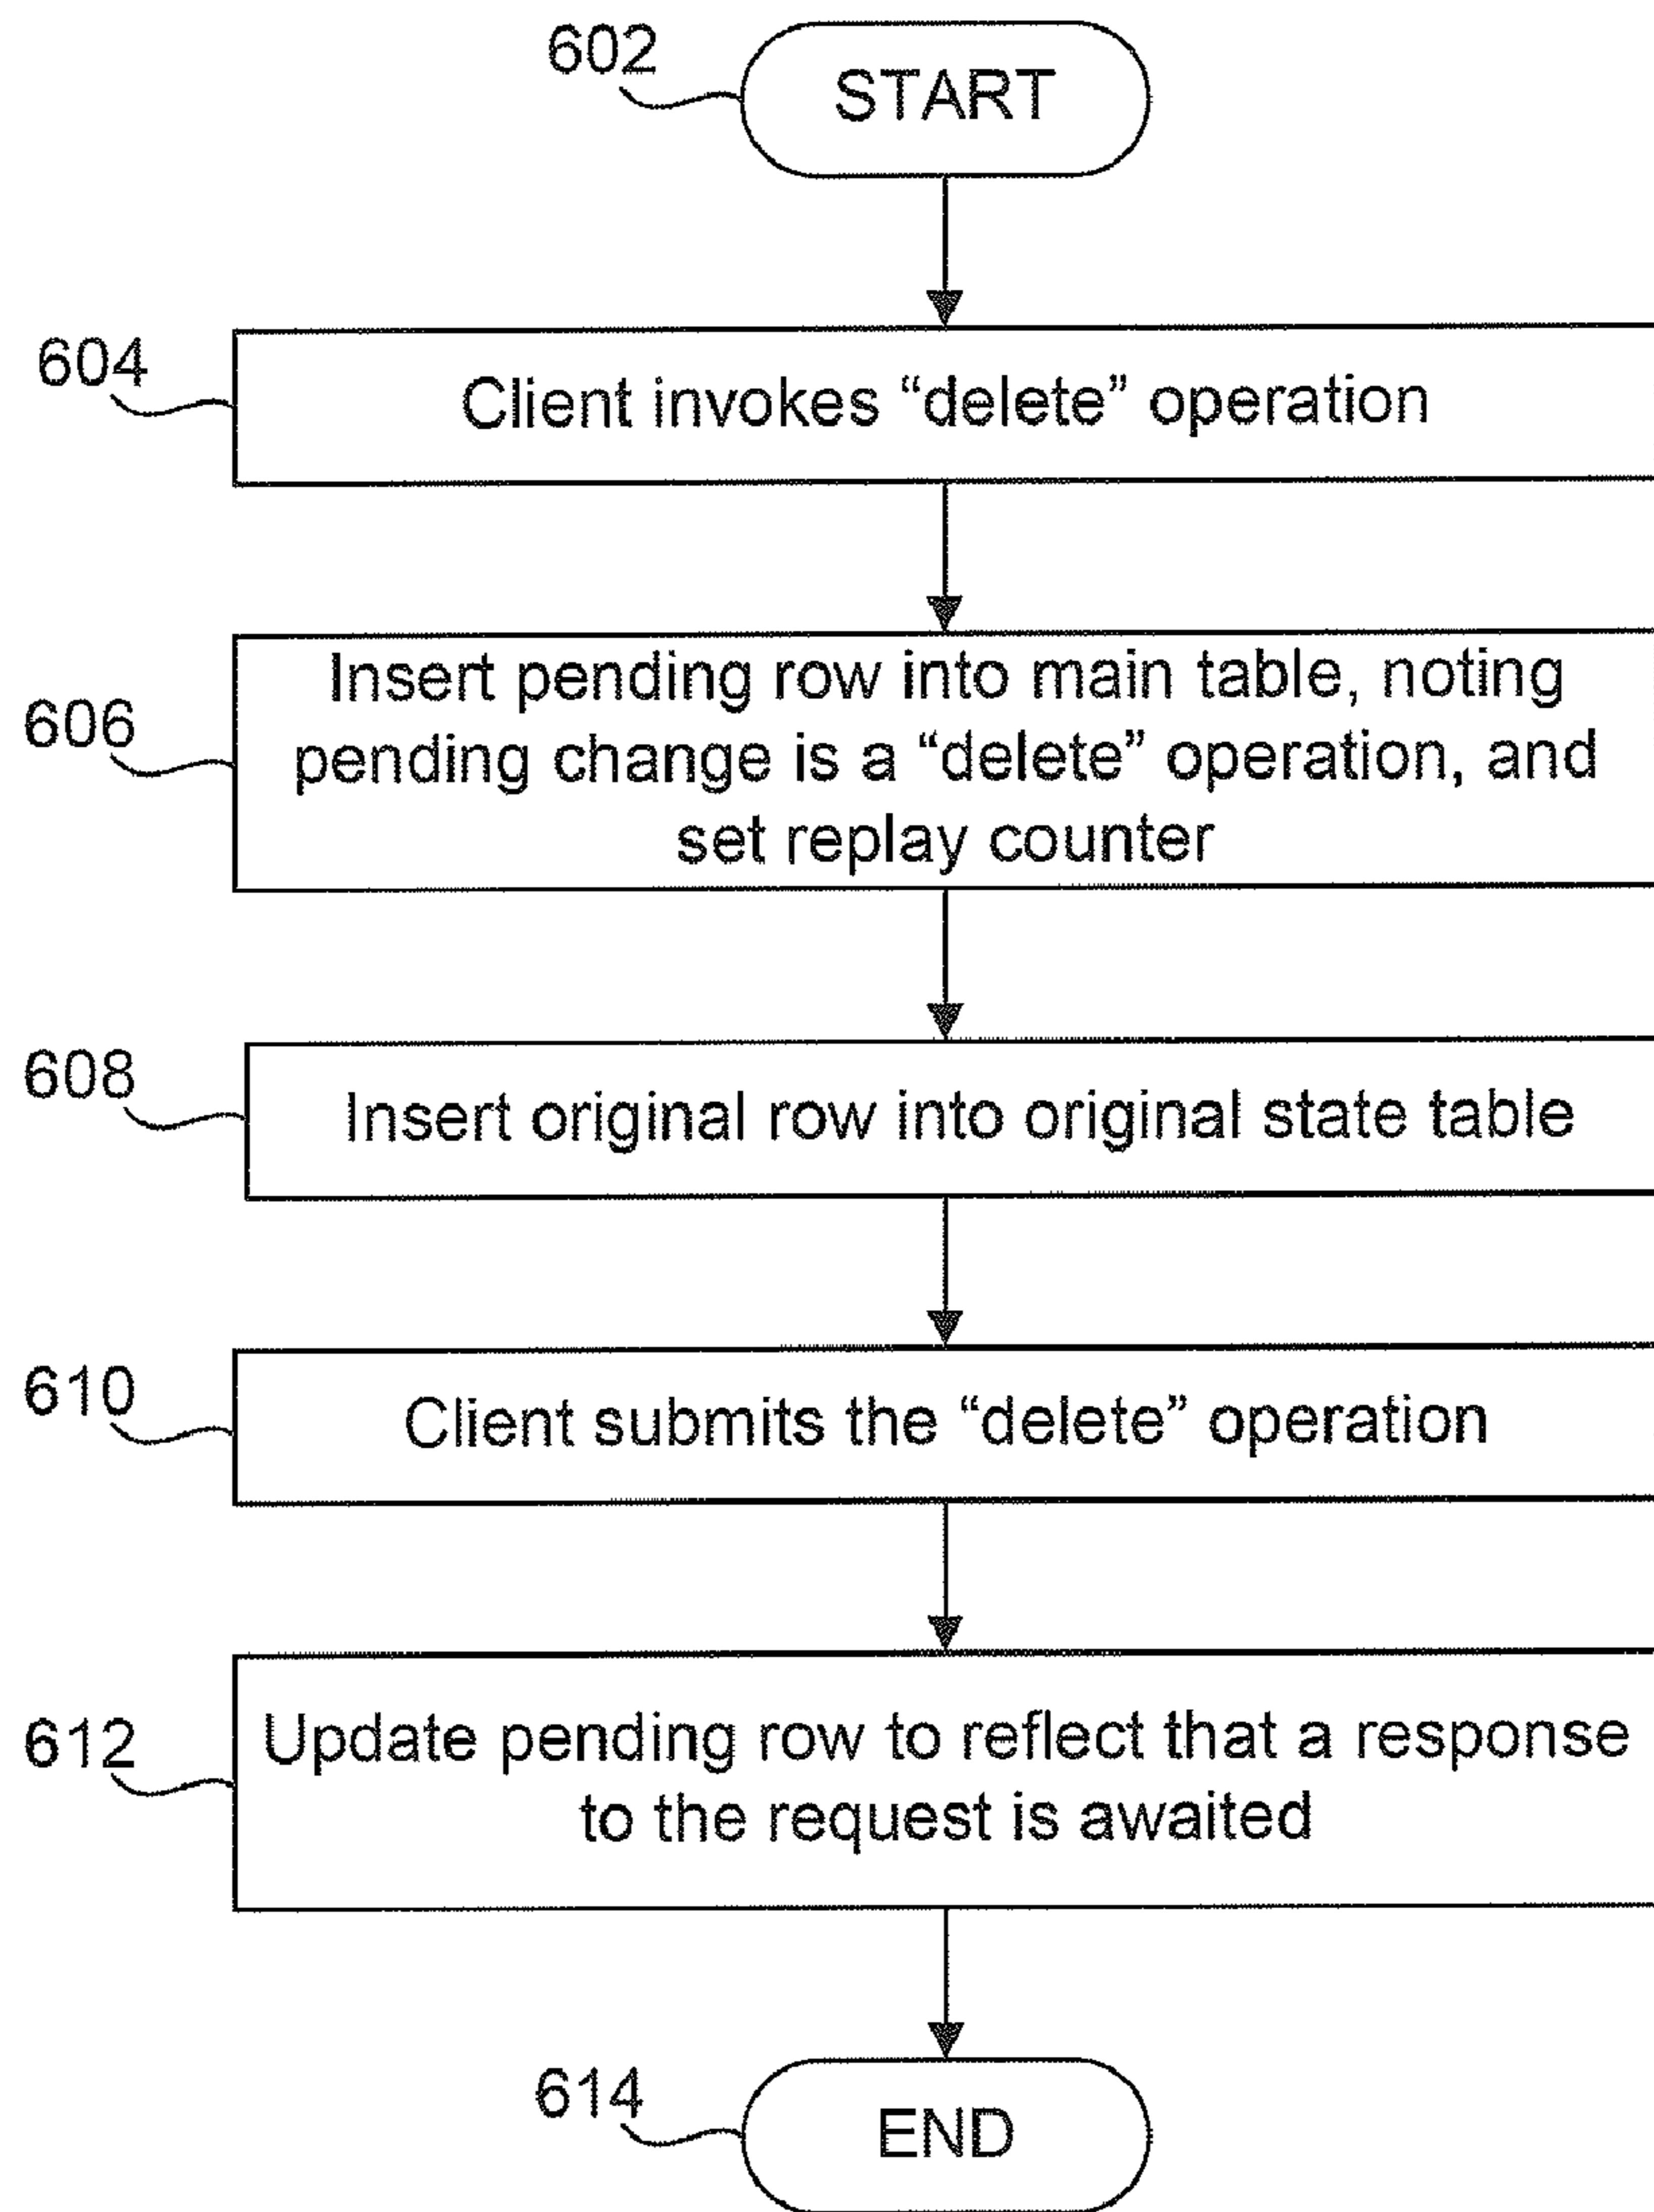 602
START
604
Client invokes “delete” operation
606
Insert pending row into main table, noting
pending change is a “delete” operation, and
set replay counter
608
Insert original row into original state table
610
Client submits the “delete” operation
612
Update pending row to reflect that a response
to the request is awaited
614
END